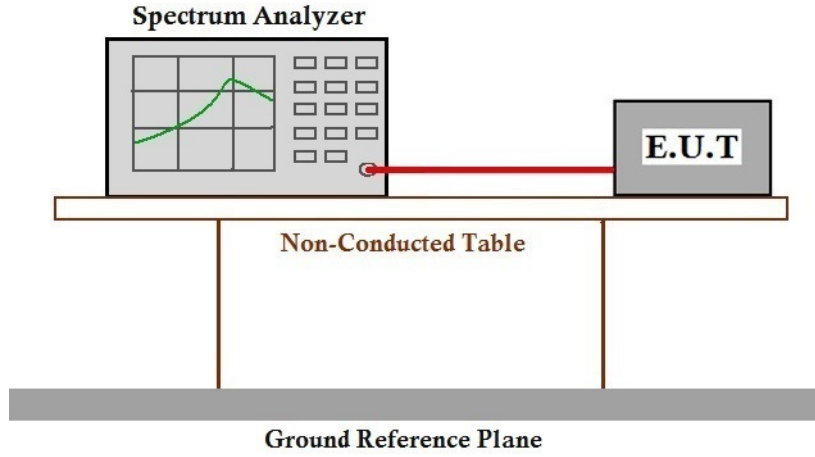 Spectrum Analyzer
E.U.T
Non-Conducted Table
Ground Reference Plane